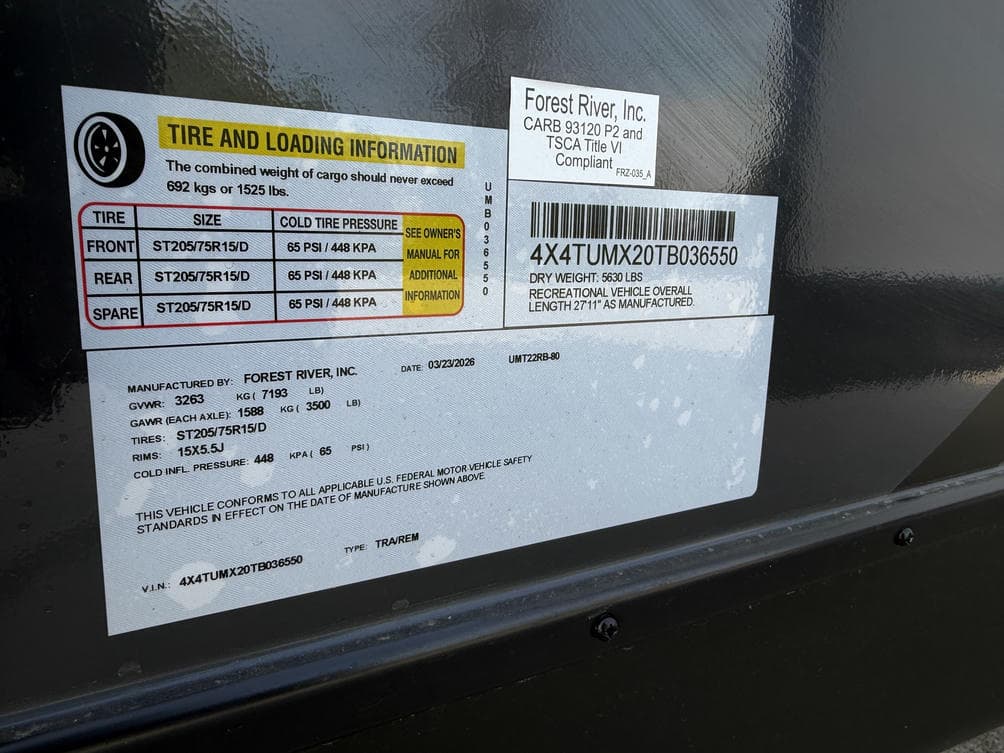 TIRE AND LOADING INFORMATION
The combined weight of cargo should never exceed
692 kgs or 1525 lbs.
TIRE SIZE COLD TIRE PRESSURE
FRONT ST205/75R15/D 65 PSI / 448 KPA
REAR ST205/75R15/D 65 PSI / 448 KPA
SPARE ST205/75R15/D 65 PSI / 448 KPA
SEE OWNER'S
MANUAL FOR
ADDITIONAL
INFORMATION
UMB036550
Forest River, Inc.
CARB 93120 P2 and
TSCA Title VI
Compliant
FRZ-035_A
4X4TUMX20TB036550
DRY WEIGHT: 5630 LBS
RECREATIONAL VEHICLE OVERALL
LENGTH 27'11" AS MANUFACTURED.
MANUFACTURED BY: FOREST RIVER, INC. DATE: 03/23/2026 UMT22RB-80
GVWR: 3263 KG ( 7193 LB)
GAWR (EACH AXLE): 1588 KG ( 3500 LB)
TIRES: ST205/75R15/D
RIMS: 15X5.5J
COLD INFL. PRESSURE: 448 KPA ( 65 PSI )
THIS VEHICLE CONFORMS TO ALL APPLICABLE U.S. FEDERAL MOTOR VEHICLE SAFETY
STANDARDS IN EFFECT ON THE DATE OF MANUFACTURE SHOWN ABOVE.
V.I.N.: 4X4TUMX20TB036550 TYPE: TRA/REM